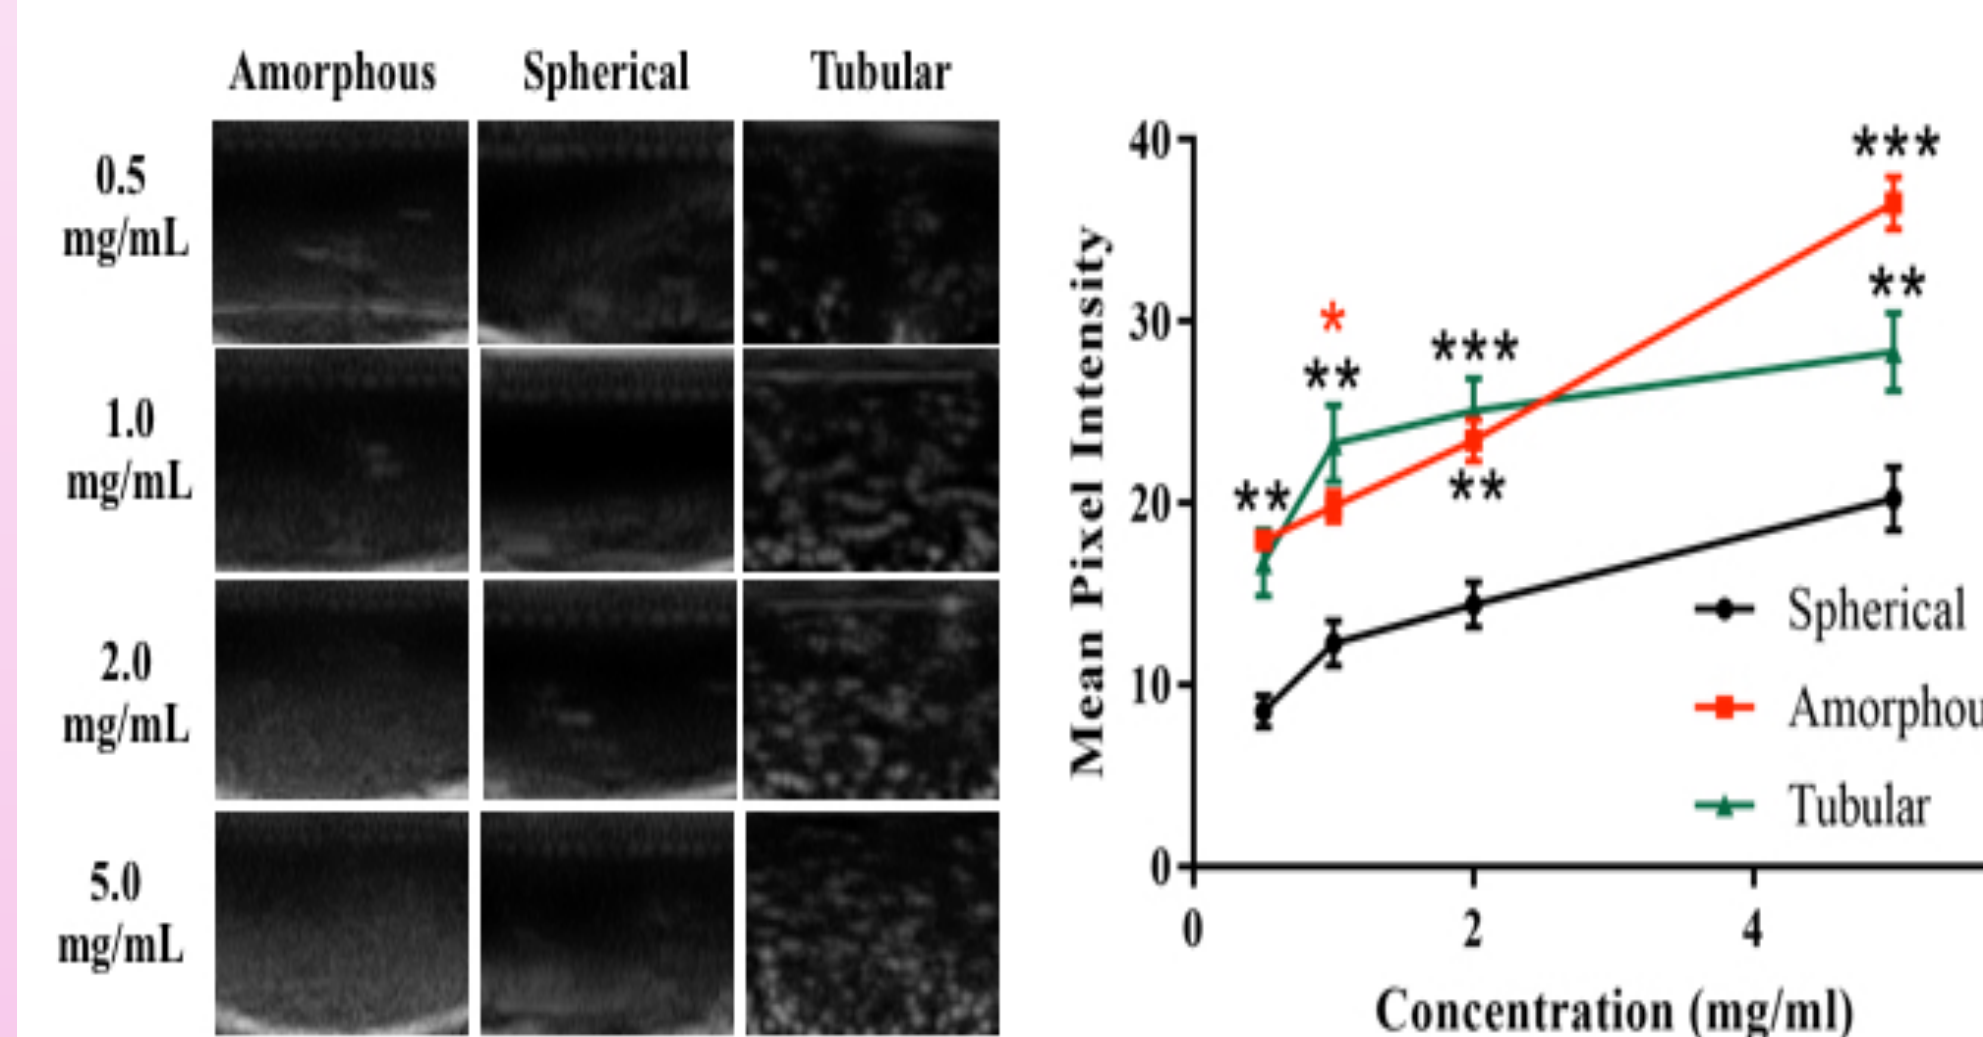 Amorphous Spherical Tubular
0.5
mg/mL
1.0
mg/mL
2.0
mg/mL
5.0
mg/mL
Mean Pixel Intensity
40
30
20
10
0
0 2 4
Concentration (mg/ml)
***
**
*
**
***
**
**
Spherical
Amorphou
Tubular